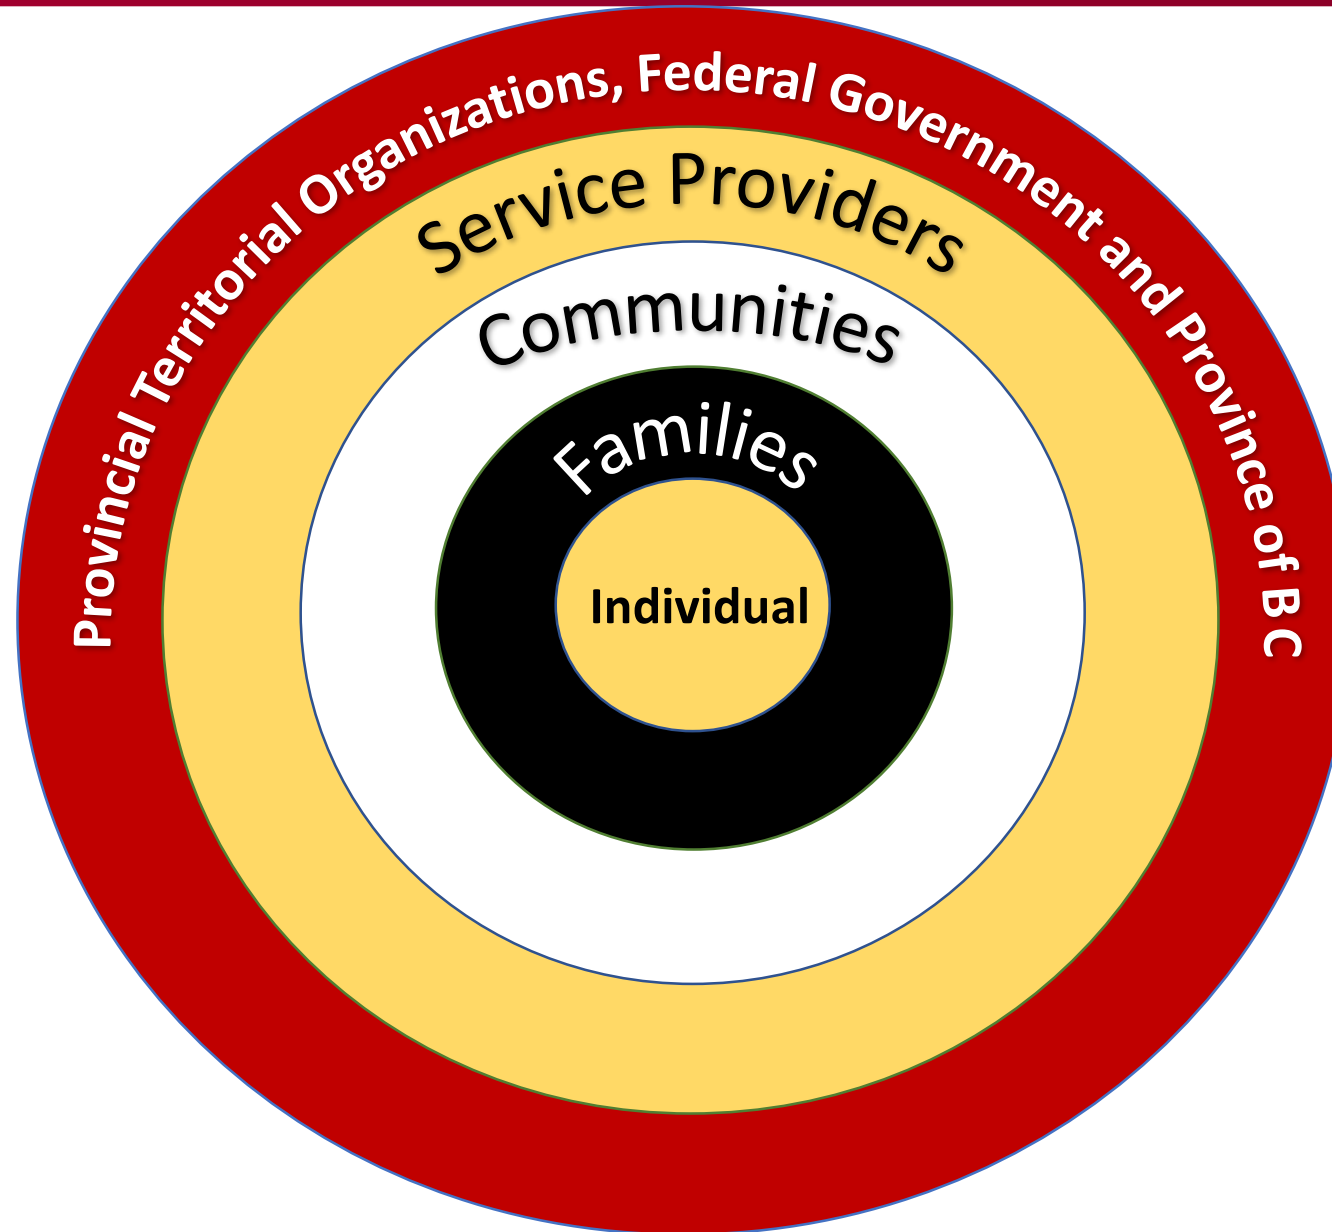 Provincial Territorial Organizations, Federal Government and Province of BC
Service Providers
Communities
Families
Individual